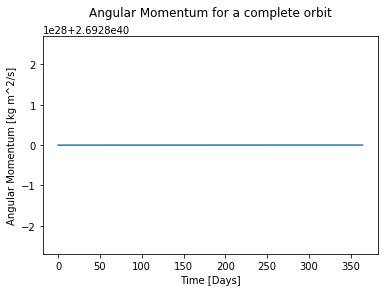 Angular Momentum for a complete orbit
1e28+2.6928e40
2
1
0
−1
−2
Angular Momentum [kg m^2/s]
0 50 100 150 200 250 300 350
Time [Days]